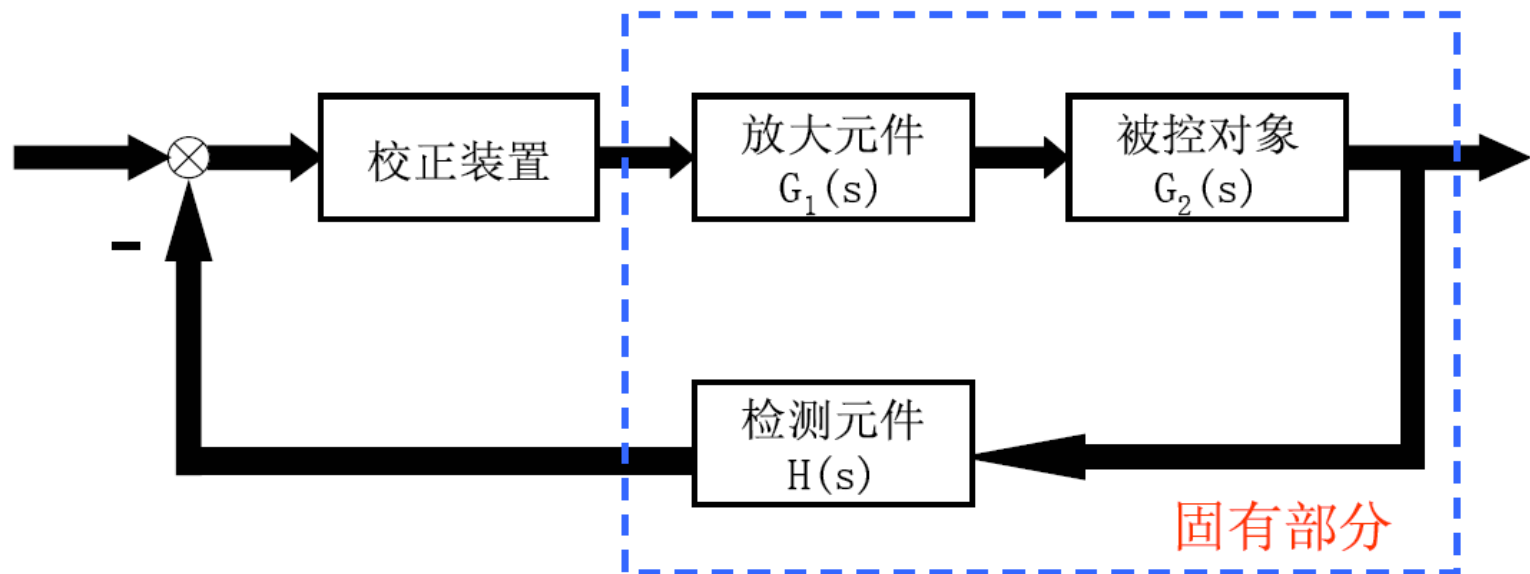 校正装置
放大元件
G₁(s)
被控对象
G₂(s)
-
检测元件
H(s)
固有部分